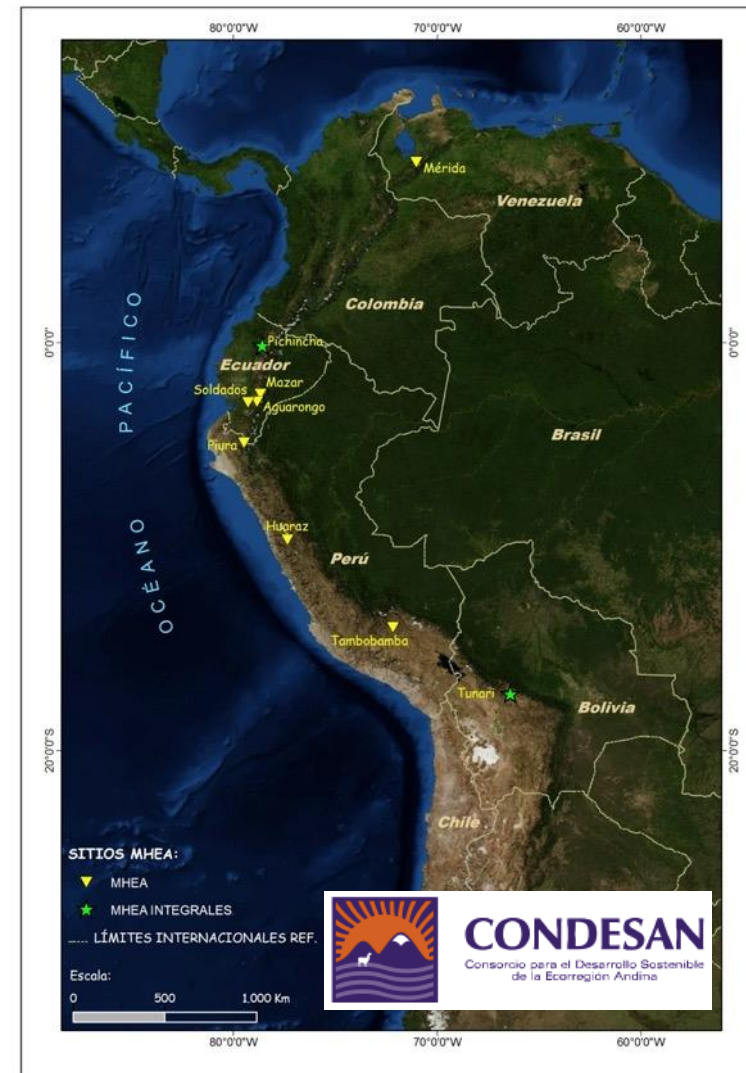 80°0'0"W 70°0'0"W 60°0'0"W
Mérida
Venezuela
Colombia
0°0'0" 0°0'0"
Pichincha
Ecuador
Mazar
Soldados
Aguarongo
Piura
Brasil
OCÉANO PACÍFICO
Huaraz
Perú
Tambobamba
Tunari
Bolivia
20°0'0"S 20°0'0"S
Chile
SITIOS MHEA:
MHEA
MHEA INTEGRALES
LÍMITES INTERNACIONALES REF.
CONDESAN
Consorcio para el Desarrollo Sostenible
de la Ecorregión Andina
Escala:
0 500 1.000 Km
80°0'0"W 70°0'0"W 60°0'0"W